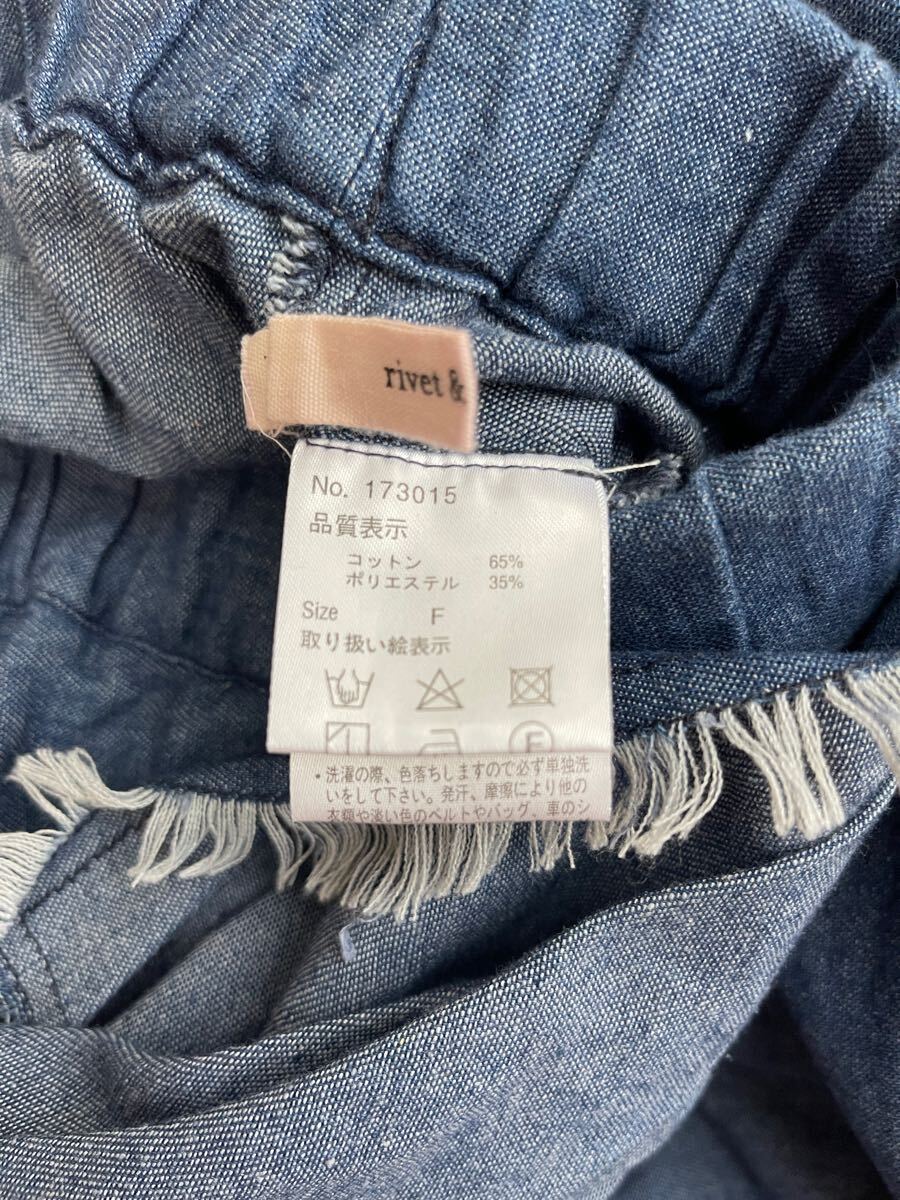 rivet &
No. 173015
品質表示
コットン 65%
ポリエステル 35%
Size F
取り扱い絵表示
・洗濯の際、色落ちしますので必ず単独洗
いをして下さい。発汗、摩擦により他の
衣類や淡い色のベルトやバッグ、車のシ